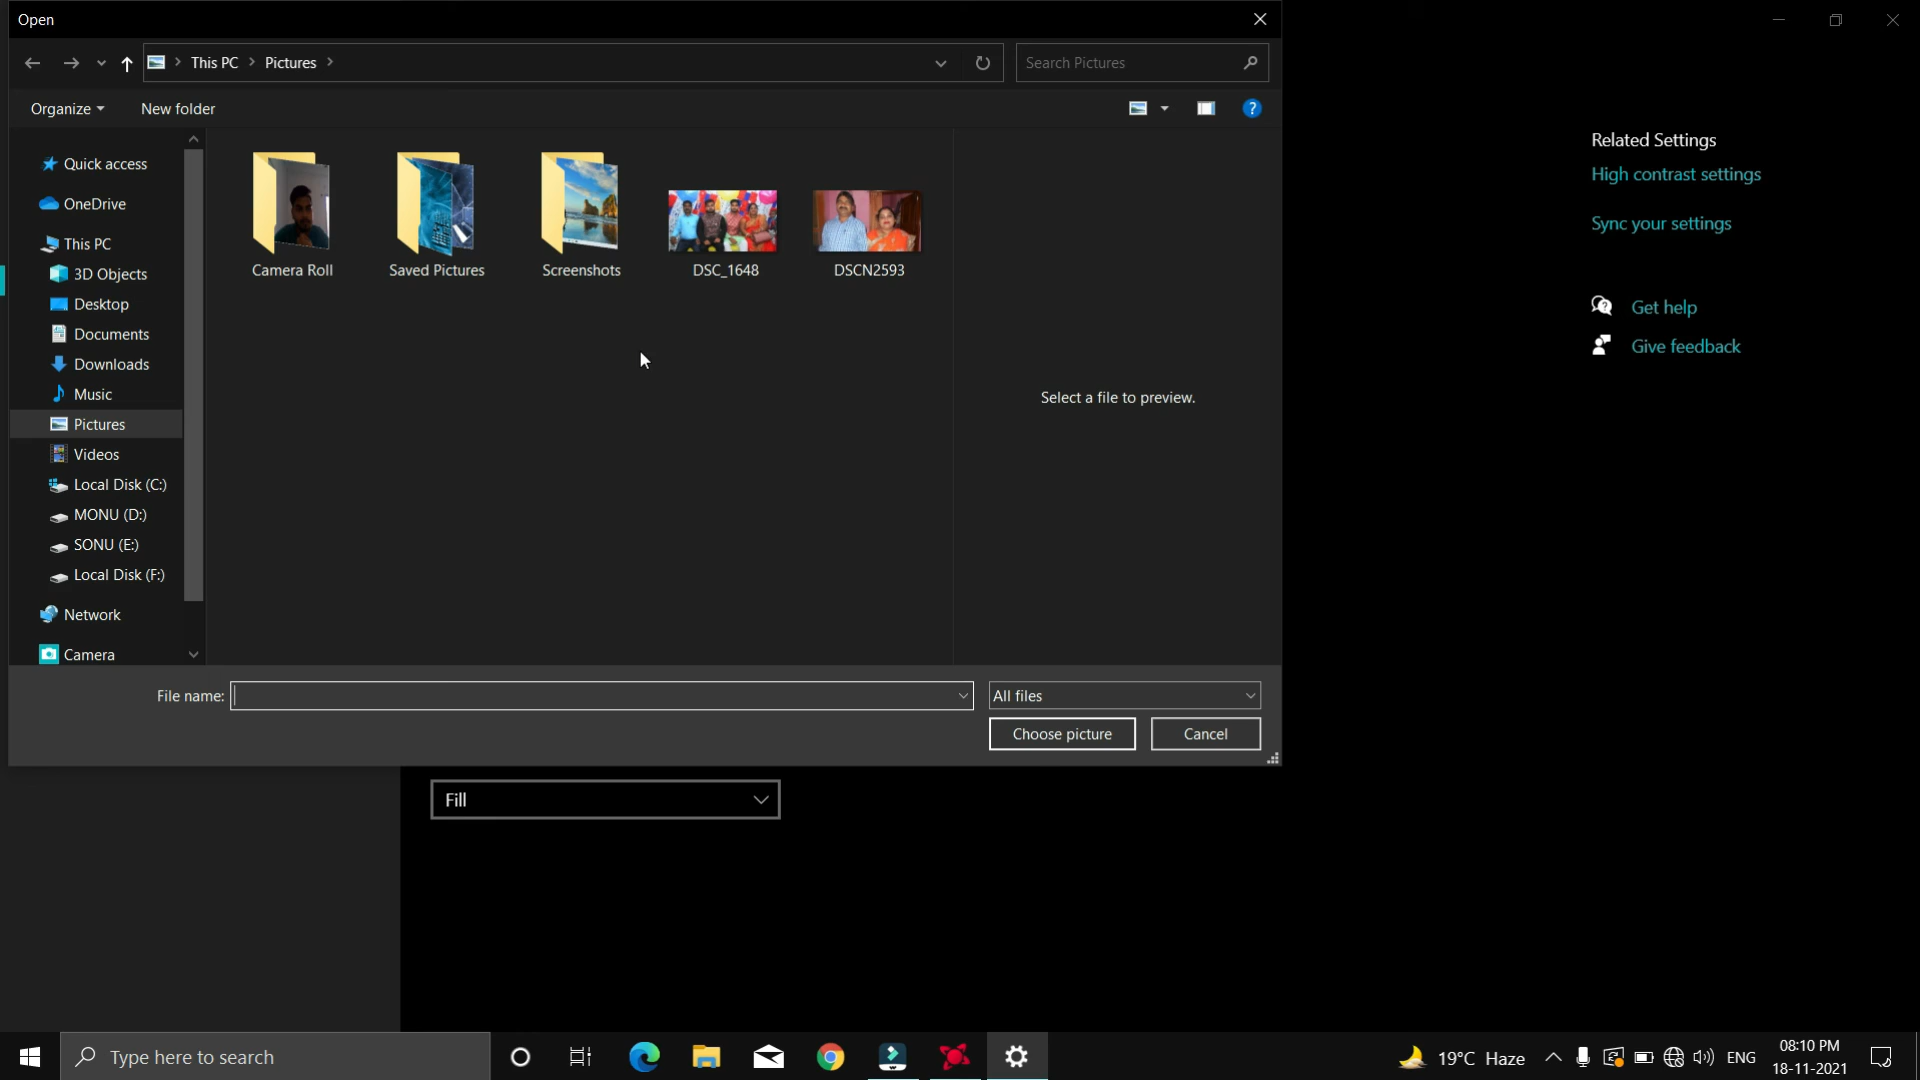 Open
This PC
Pictures
Search Pictures
Organize
New folder
Related Settings
High contrast settings
Sync your settings
Get help
Give feedback
Quick access
OneDrive
This PC
3D Objects
Desktop
Documents
Downloads
Music
Pictures
Videos
Local Disk (C:)
MONU (D:)
SONU (E:)
Local Disk (F:)
Network
Camera
Camera Roll
Saved Pictures
Screenshots
DSC_1648
DSCN2593
Select a file to preview.
File name:
All files
Choose picture
Cancel
Fill
Type here to search
19°C Haze
ENG
08:10 PM
18-11-2021